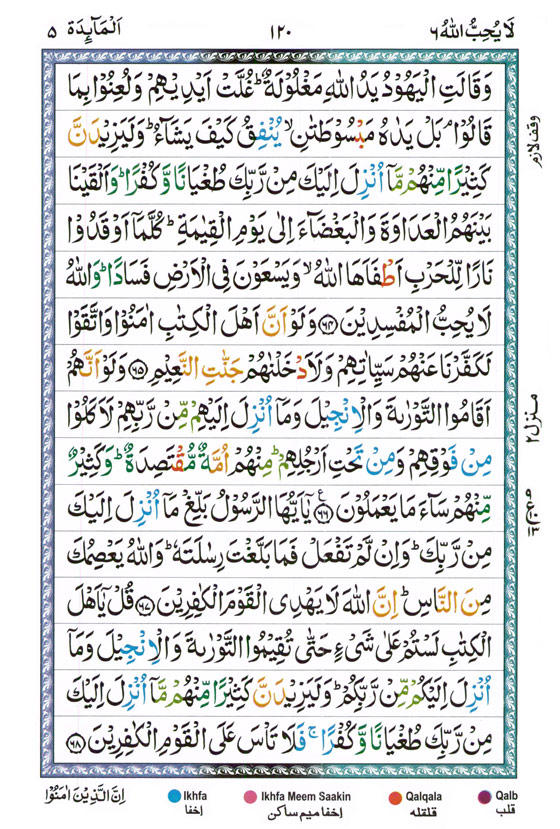 لَا يُحِبُّ اللّٰهُ ٦
١٢٠
اَلْمَآئِدَة ٥
وَقَالَتِ الْيَهُوْدُ يَدُ اللّٰهِ مَغْلُوْلَةٌ ؕ غُلَّتْ اَيْدِيْهِمْ وَلُعِنُوْا بِمَا
قَالُوْا ۘ بَلْ يَدٰهُ مَبْسُوْطَتٰنِ ۙ يُنْفِقُ كَيْفَ يَشَآءُ ؕ وَلَيَزِيْدَنَّ
كَثِيْرًا مِّنْهُمْ مَّاۤ اُنْزِلَ اِلَيْكَ مِنْ رَّبِّكَ طُغْيَانًا وَّكُفْرًا ؕ وَاَلْقَيْنَا
بَيْنَهُمُ الْعَدَاوَةَ وَالْبَغْضَآءَ اِلٰى يَوْمِ الْقِيٰمَةِ ؕ كُلَّمَاۤ اَوْقَدُوْا
نَارًا لِّلْحَرْبِ اَطْفَاَهَا اللّٰهُ ۙ وَيَسْعَوْنَ فِى الْاَرْضِ فَسَادًا ؕ وَاللّٰهُ
لَا يُحِبُّ الْمُفْسِدِيْنَ ﴿٦٤﴾ وَلَوْ اَنَّ اَهْلَ الْكِتٰبِ اٰمَنُوْا وَاتَّقَوْا
لَكَفَّرْنَا عَنْهُمْ سَيِّاٰتِهِمْ وَلَاَدْخَلْنٰهُمْ جَنّٰتِ النَّعِيْمِ ﴿٦٥﴾ وَلَوْ اَنَّهُمْ
اَقَامُوا التَّوْرٰىةَ وَالْاِنْجِيْلَ وَمَاۤ اُنْزِلَ اِلَيْهِمْ مِّنْ رَّبِّهِمْ لَاَكَلُوْا
مِنْ فَوْقِهِمْ وَمِنْ تَحْتِ اَرْجُلِهِمْ ؕ مِنْهُمْ اُمَّةٌ مُّقْتَصِدَةٌ ؕ وَكَثِيْرٌ
مِّنْهُمْ سَآءَ مَا يَعْمَلُوْنَ ﴿٦٦﴾ يٰۤاَيُّهَا الرَّسُوْلُ بَلِّغْ مَاۤ اُنْزِلَ اِلَيْكَ
مِنْ رَّبِّكَ ؕ وَاِنْ لَّمْ تَفْعَلْ فَمَا بَلَّغْتَ رِسٰلَتَهٗ ؕ وَاللّٰهُ يَعْصِمُكَ
مِنَ النَّاسِ ؕ اِنَّ اللّٰهَ لَا يَهْدِى الْقَوْمَ الْكٰفِرِيْنَ ﴿٦٧﴾ قُلْ يٰۤاَهْلَ
الْكِتٰبِ لَسْتُمْ عَلٰى شَىْءٍ حَتّٰى تُقِيْمُوا التَّوْرٰىةَ وَالْاِنْجِيْلَ وَمَاۤ
اُنْزِلَ اِلَيْكُمْ مِّنْ رَّبِّكُمْ ؕ وَلَيَزِيْدَنَّ كَثِيْرًا مِّنْهُمْ مَّاۤ اُنْزِلَ اِلَيْكَ
مِنْ رَّبِّكَ طُغْيَانًا وَّكُفْرًا ۚ فَلَا تَاْسَ عَلَى الْقَوْمِ الْكٰفِرِيْنَ ﴿٦٨﴾
وقف لازم
منزل ٢
اِنَّ الَّذِيْنَ اٰمَنُوْا
Ikhfa
اخفا
Ikhfa Meem Saakin
اخفا میم ساکن
Qalqala
قلقله
Qalb
قلب